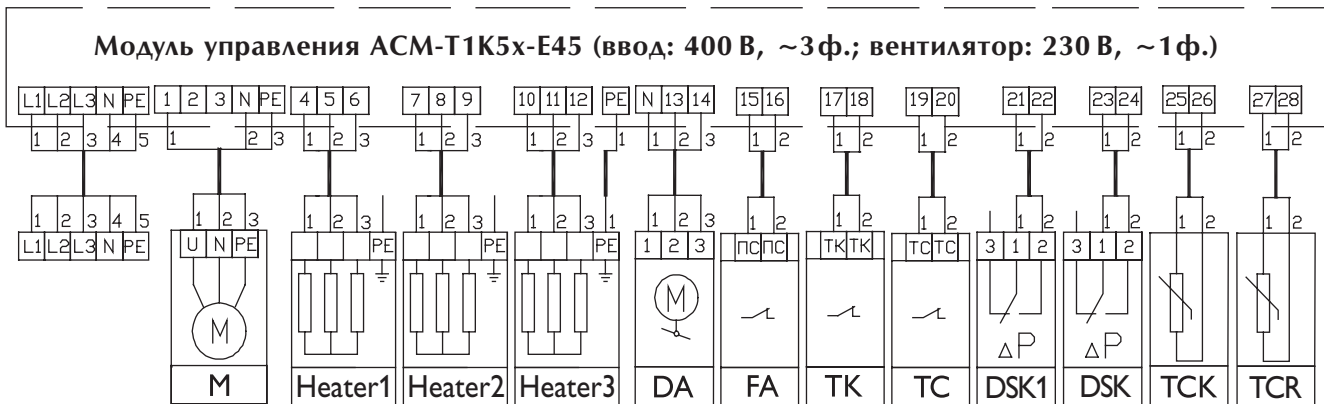 Модуль управления ACM-T1K5x-E45 (ввод: 400 В, ~3ф.; вентилятор: 230 В, ~1ф.)
L1 L2 L3 N PE 1 2 3 N PE 4 5 6 7 8 9 10 11 12 PE N 13 14 15 16 17 18 19 20 21 22 23 24 25 26 27 28
1 2 3 4 5 1 2 3 1 2 3 1 2 3 1 2 3 1 1 2 3 1 2 1 2 1 2 1 2 1 2 1 2 1 2
1 2 3 4 5 1 2 3 1 2 3 1 2 3 1 2 3 1 1 2 3 1 2 1 2 1 2 1 2 1 2 1 2 1 2
L1 L2 L3 N PE U N PE PE PE PE 1 2 3 ПС ПС ТК ТК ТС ТС 3 1 2 3 1 2
M M
ΔP ΔP
M Heater1 Heater2 Heater3 DA FA TK TC DSK1 DSK TCK TCR